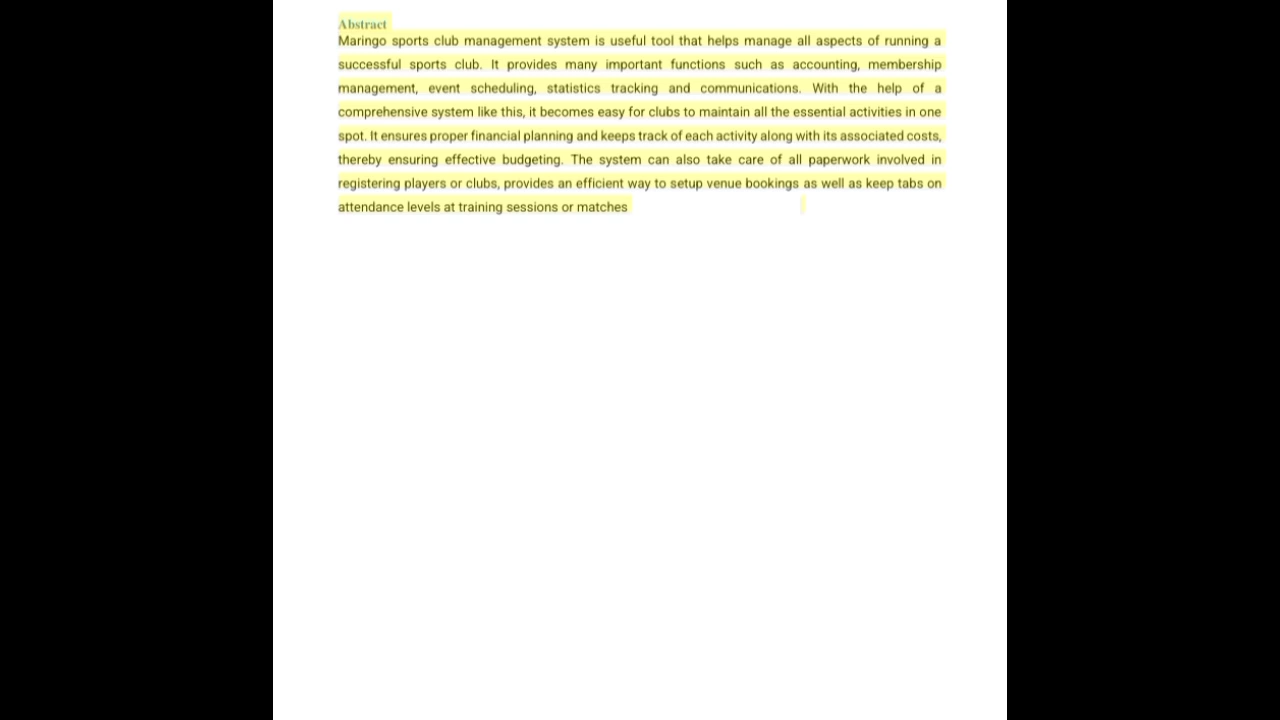 Abstract
Maringo sports club management system is useful tool that helps manage all aspects of running a
successful sports club. It provides many important functions such as accounting, membership
management, event scheduling, statistics tracking and communications. With the help of a
comprehensive system like this, it becomes easy for clubs to maintain all the essential activities in one
spot. It ensures proper financial planning and keeps track of each activity along with its associated costs,
thereby ensuring effective budgeting. The system can also take care of all paperwork involved in
registering players or clubs, provides an efficient way to setup venue bookings as well as keep tabs on
attendance levels at training sessions or matches